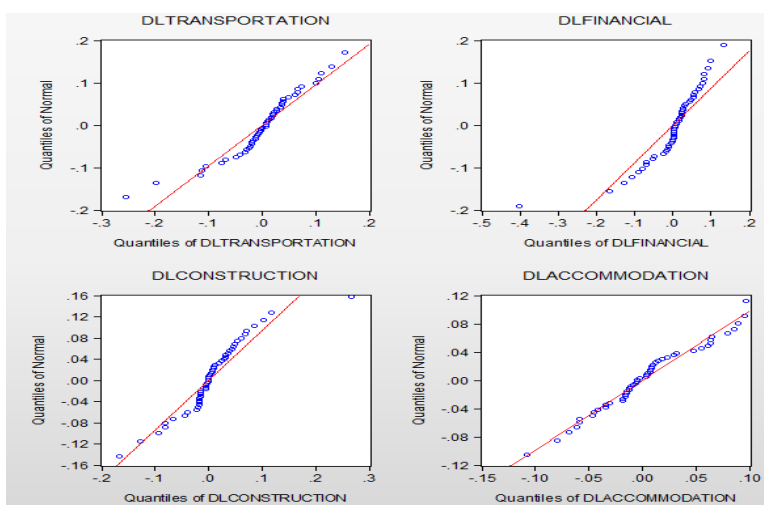 DLTRANSPORTATION
Quantiles of Normal
.2
.1
.0
-.1
-.2
-.3 -.2 -.1 .0 .1 .2
Quantiles of DLTRANSPORTATION
DLFINANCIAL
Quantiles of Normal
.2
.1
.0
-.1
-.2
-.5 -.4 -.3 -.2 -.1 .0 .1 .2
Quantiles of DLFINANCIAL
DLCONSTRUCTION
Quantiles of Normal
.16
.12
.08
.04
.00
-.04
-.08
-.12
-.16
-.2 -.1 .0 .1 .2 .3
Quantiles of DLCONSTRUCTION
DLACCOMMODATION
Quantiles of Normal
.12
.08
.04
.00
-.04
-.08
-.12
-.15 -.10 -.05 .00 .05 .10
Quantiles of DLACCOMMODATION